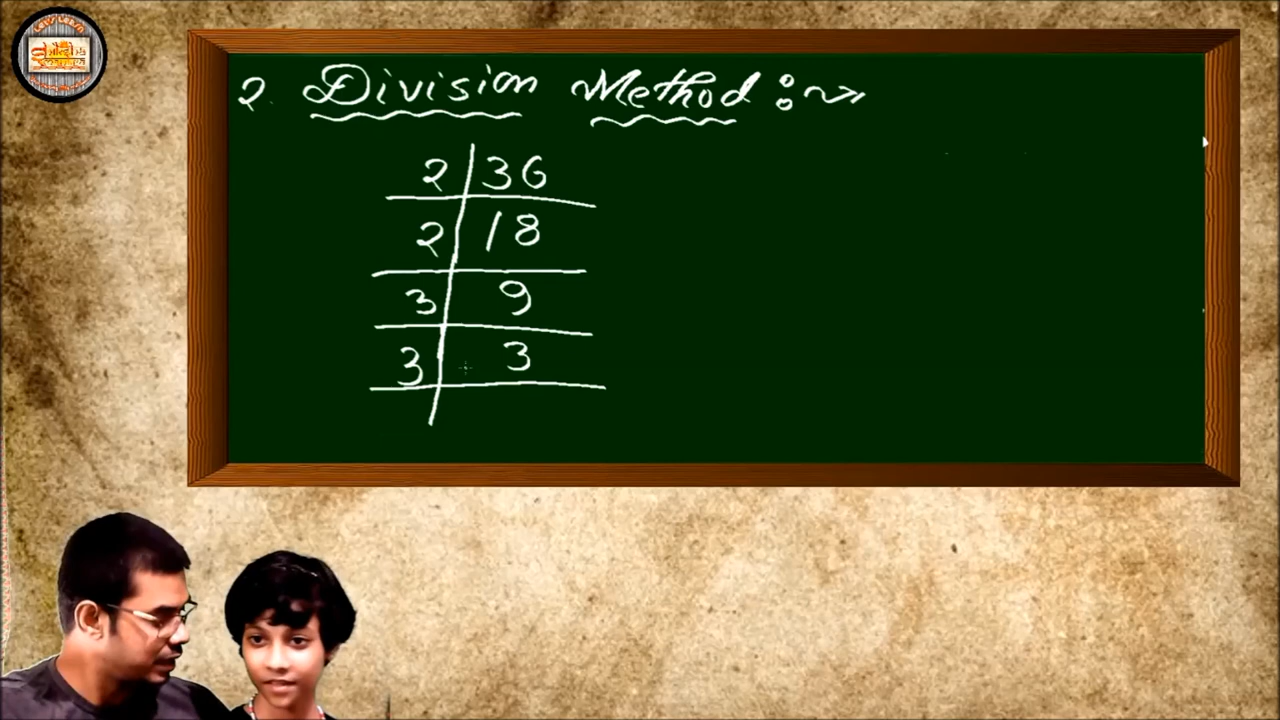 2. Division Method :~>
2 | 36
2 | 18
3 | 9
3 | 3